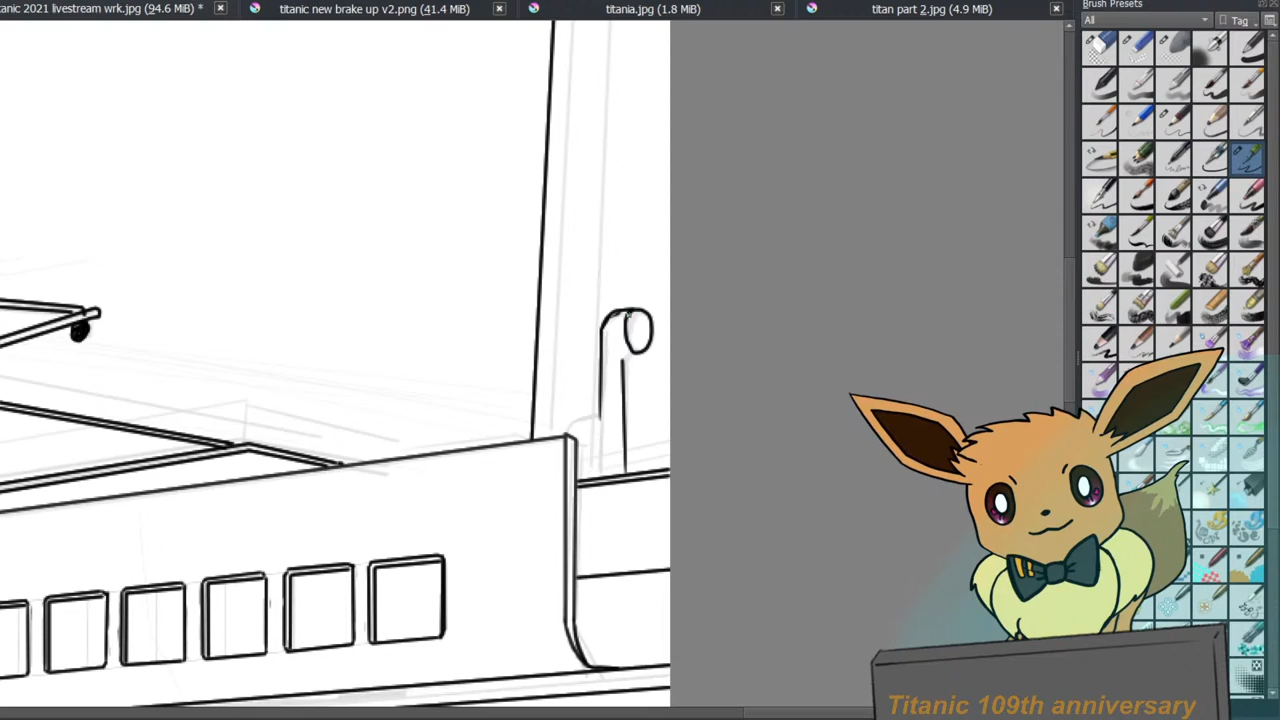 anic 2021 livestream wrk.jpg (94.6 MiB) *
titanic new brake up v2.png (41.4 MiB)
titania.jpg (1.8 MiB)
titan part 2.jpg (4.9 MiB)
Brush Presets
All
Tag
Titanic 109th anniversary